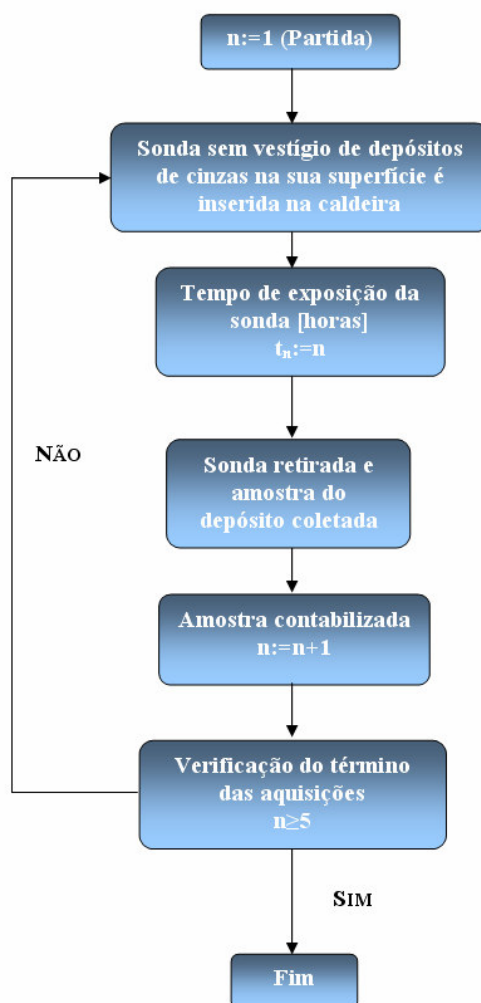 n:=1 (Partida)
Sonda sem vestígio de depósitos
de cinzas na sua superfície é
inserida na caldeira
Tempo de exposição da
sonda [horas]
tₙ:=n
NÃO
Sonda retirada e
amostra do
depósito coletada
Amostra contabilizada
n:=n+1
Verificação do término
das aquisições
n≥5
SIM
Fim